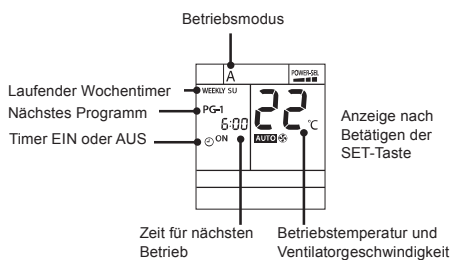 Betriebsmodus
A
POWER-SEL
Laufender Wochentimer
WEEKLY SU
Nächstes Programm
PG-1
22 °C
6:00
Timer EIN oder AUS
ON
AUTO
Anzeige nach
Betätigen der
SET-Taste
Zeit für nächsten
Betrieb
Betriebstemperatur und
Ventilatorgeschwindigkeit